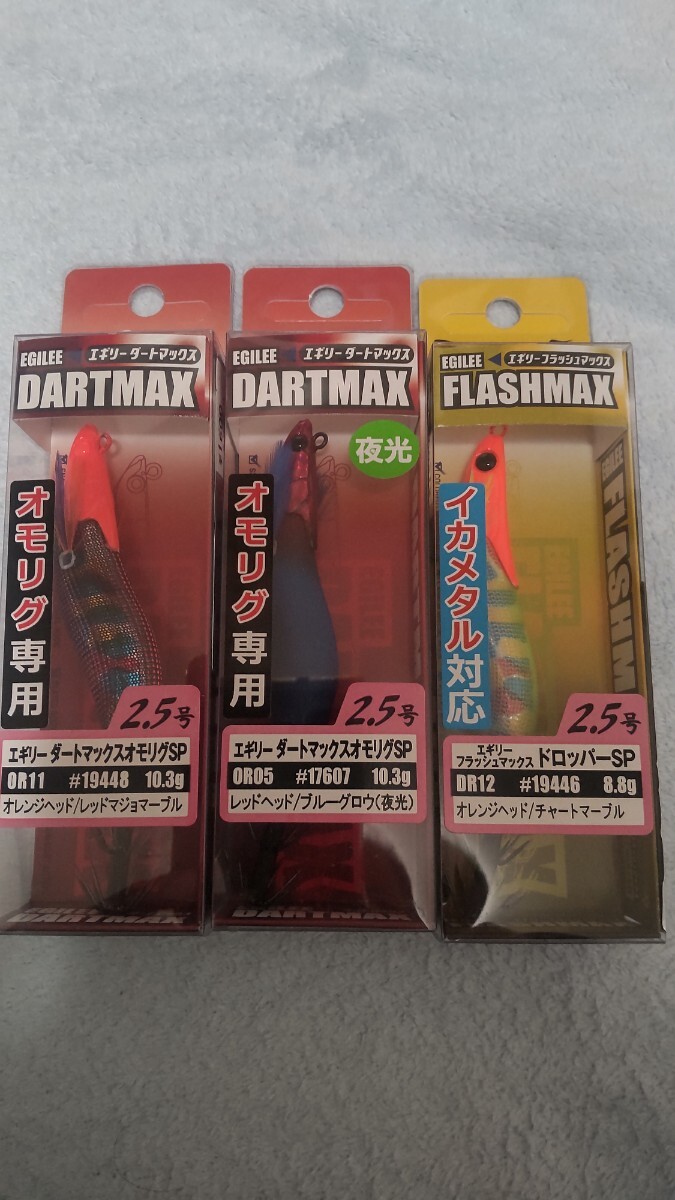 EGILEE エギリーダートマックス
DARTMAX
オモリグ専用
2.5号
エギリー ダートマックスオモリグSP
OR11 #19448 10.3g
オレンジヘッド/レッドマジョマーブル
DARTMAX
EGILEE エギリーダートマックス
DARTMAX
夜光
オモリグ専用
2.5号
エギリー ダートマックスオモリグSP
OR05 #17607 10.3g
レッドヘッド/ブルーグロウ(夜光)
DARTMAX
EGILEE エギリーフラッシュマックス
FLASHMAX
イカメタル対応
EGILEE
2.5号
エギリー
フラッシュマックス ドロッパーSP
DR12 #19446 8.8g
オレンジヘッド/チャートマーブル